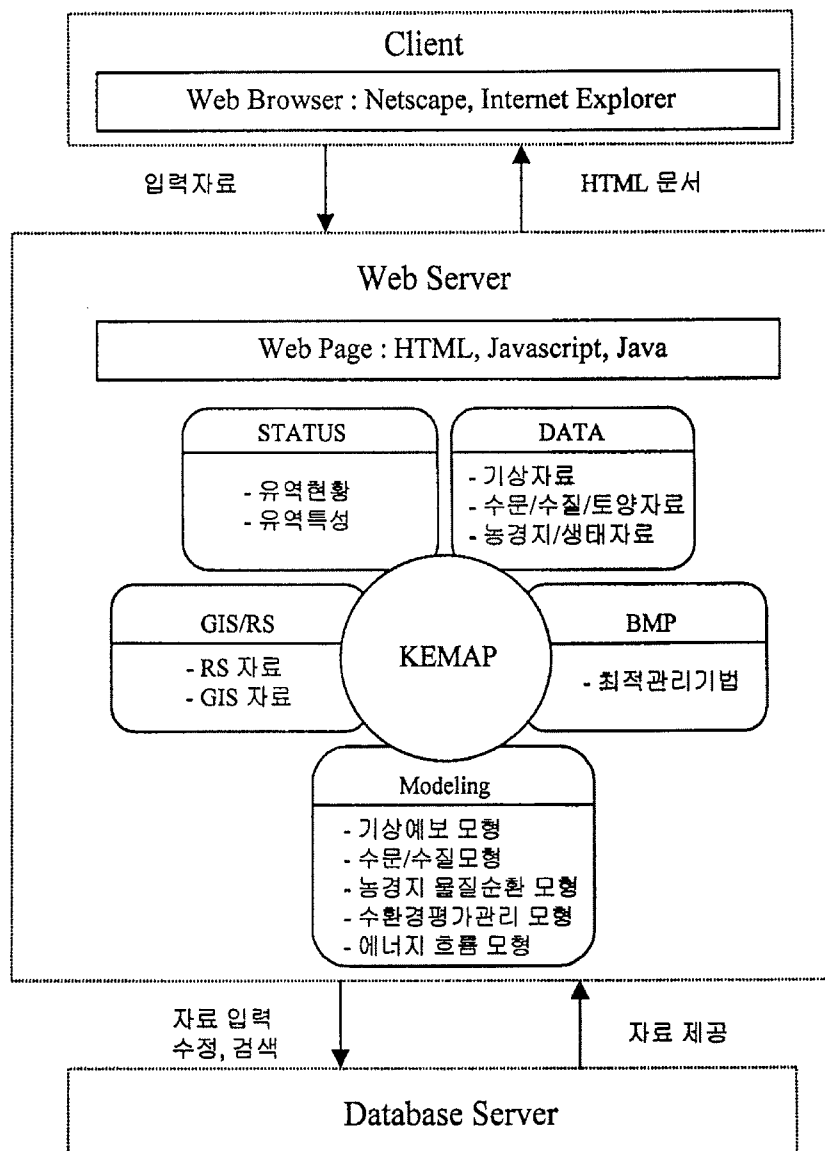 Client
Web Browser : Netscape, Internet Explorer
입력자료
HTML 문서
Web Server
Web Page : HTML, Javascript, Java
STATUS
- 유역현황
- 유역특성
DATA
- 기상자료
- 수문/수질/토양자료
- 농경지/생태자료
GIS/RS
- RS 자료
- GIS 자료
KEMAP
BMP
- 최적관리기법
Modeling
- 기상예보 모형
- 수문/수질모형
- 농경지 물질순환 모형
- 수환경평가관리 모형
- 에너지 흐름 모형
자료 입력
수정, 검색
자료 제공
Database Server